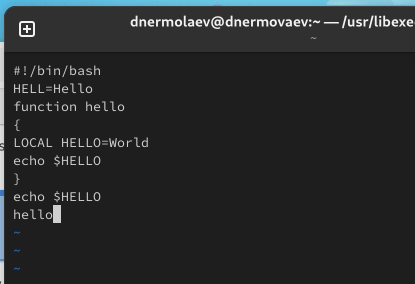 dnermolaev@dnermovaev:~ — /usr/libexe
~
#!/bin/bash
HELL=Hello
function hello
{
LOCAL HELLO=World
echo $HELLO
}
echo $HELLO
hello
~
~
~